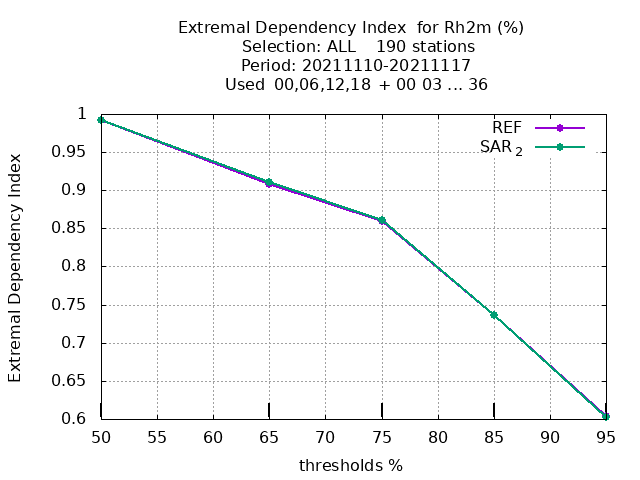 Extremal Dependency Index  for Rh2m (%)
Selection: ALL    190 stations
Period: 20211110-20211117
Used  00,06,12,18  + 00 03 ... 36
REF
SAR 2
Extremal Dependency Index
1
0.95
0.9
0.85
0.8
0.75
0.7
0.65
0.6
50 55 60 65 70 75 80 85 90 95
thresholds %